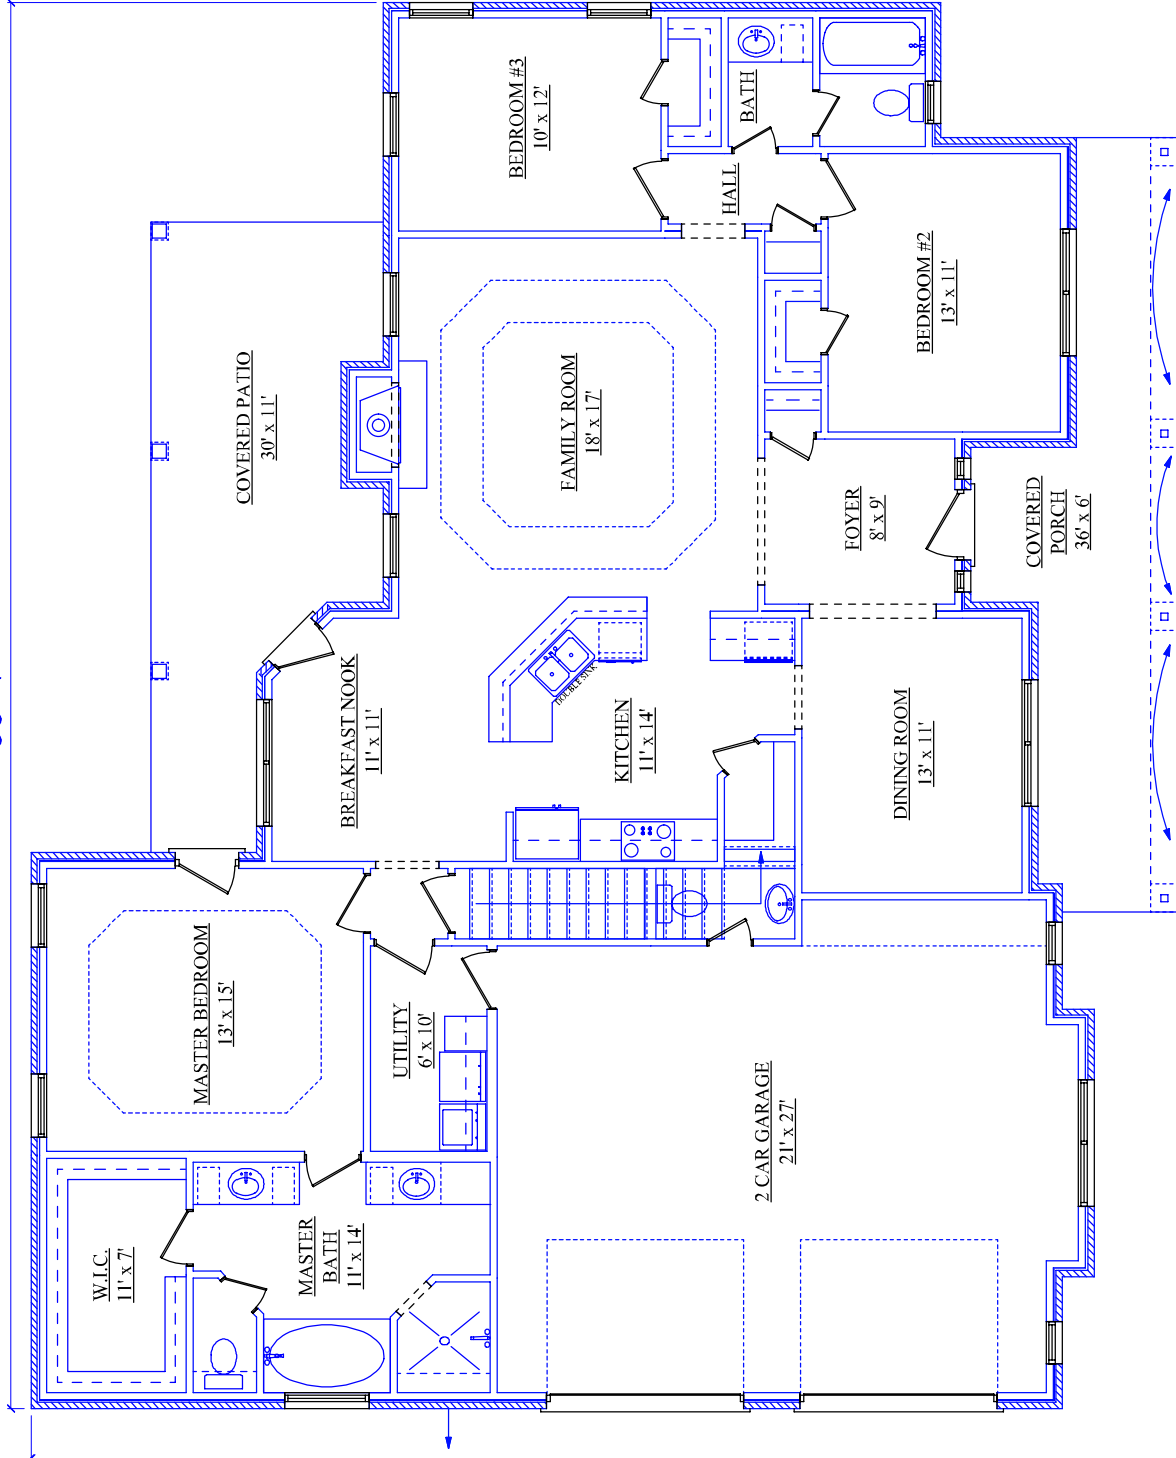 BEDROOM #3
10' x 12'
BATH
HALL
BEDROOM #2
13' x 11'
COVERED PATIO
30' x 11'
FAMILY ROOM
18' x 17'
FOYER
8' x 9'
COVERED
PORCH
36' x 6'
BREAKFAST NOOK
11' x 11'
DOUBLE SINK
KITCHEN
11' x 14'
DINING ROOM
13' x 11'
MASTER BEDROOM
13' x 15'
UTILITY
6' x 10'
2 CAR GARAGE
21' x 27'
W.I.C.
11' x 7'
MASTER
BATH
11' x 14'